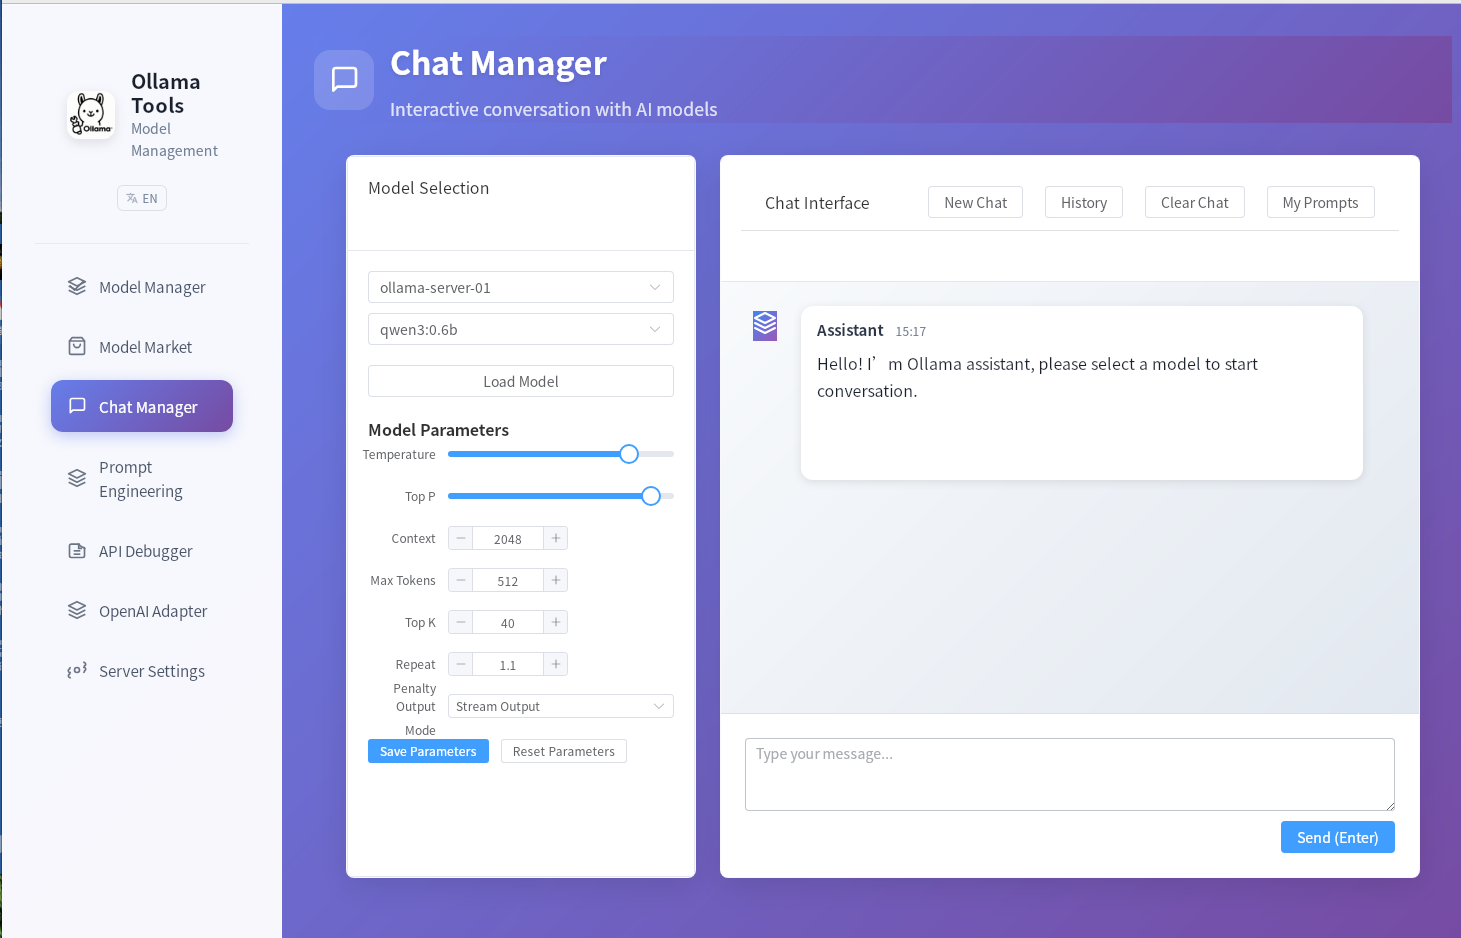 Ollama
Tools
Model
Management
Ollama
EN
Model Manager
Model Market
Chat Manager
Prompt
Engineering
API Debugger
OpenAI Adapter
Server Settings
Chat Manager
Interactive conversation with AI models
Model Selection
ollama-server-01
qwen3:0.6b
Load Model
Model Parameters
Temperature
Top P
Context 2048
Max Tokens 512
Top K 40
Repeat 1.1
Penalty
Output Stream Output
Mode
Save Parameters Reset Parameters
Chat Interface New Chat History Clear Chat My Prompts
Assistant 15:17
Hello! I’m Ollama assistant, please select a model to start
conversation.
Type your message...
Send (Enter)